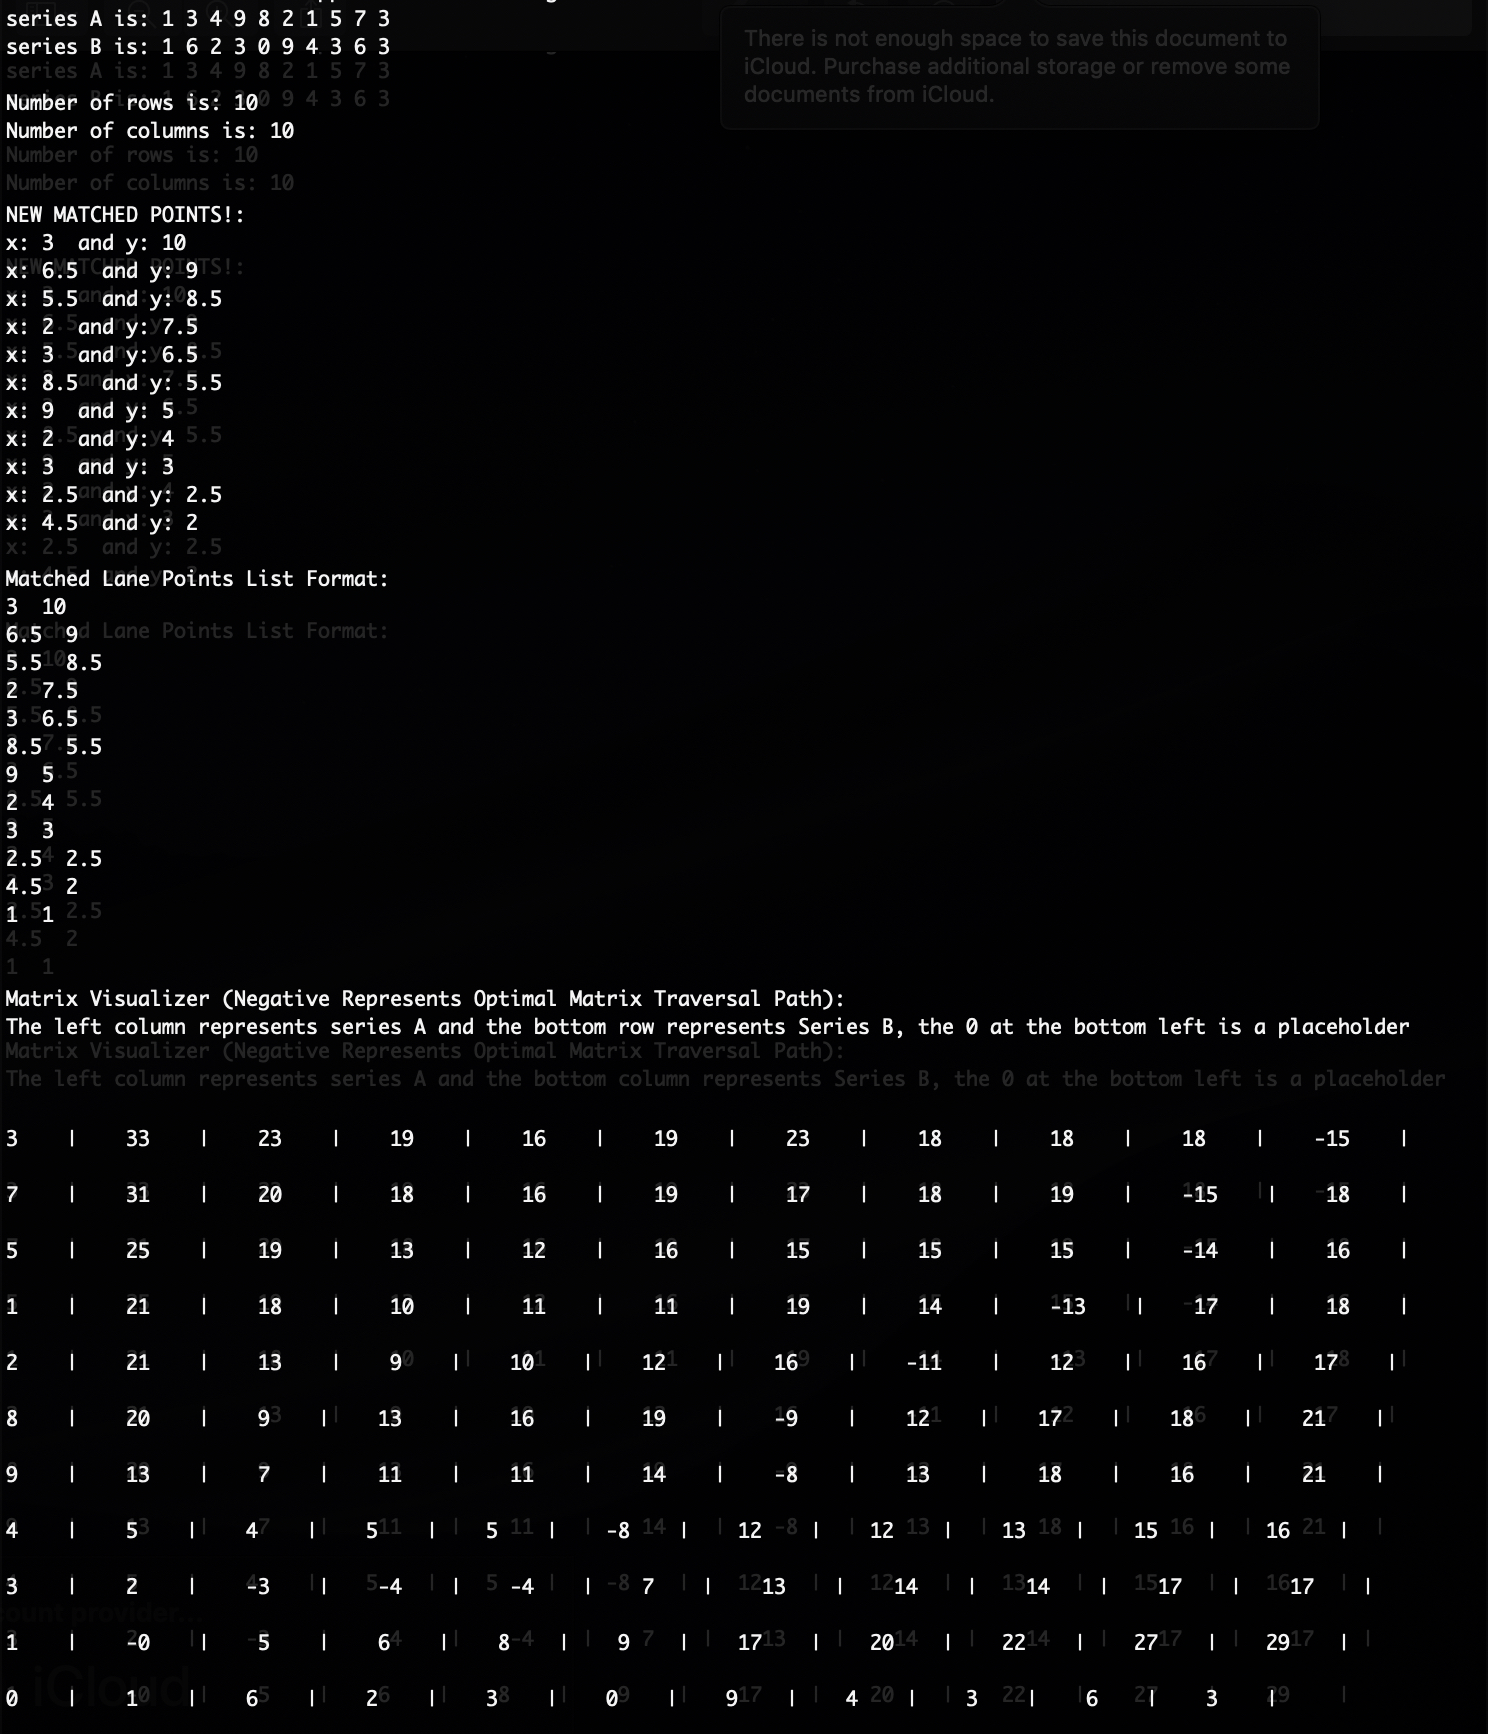 series A is: 1 3 4 9 8 2 1 5 7 3
series B is: 1 6 2 3 0 9 4 3 6 3
There is not enough space to save this document to
iCloud. Purchase additional storage or remove some
documents from iCloud.
series A is: 1 3 4 9 8 2 1 5 7 3
0 9 4 3 6 3
Number of rows is: 10
Number of columns is: 10
Number of rows is: 10
Number of columns is: 10
NEW MATCHED POINTS!:
x: 3  and y: 10
x: 6.5  and y: 9
x: 5.5  and y: 8.5
x: 2  and y: 7.5
x: 3  and y: 6.5
x: 8.5  and y: 5.5
x: 9  and y: 5
x: 2  and y: 4
x: 3  and y: 3
x: 2.5  and y: 2.5
x: 4.5  and y: 2
x: 2.5  and y: 2.5
Matched Lane Points List Format:
3  10
Lane Points List Format:
6.5  9
5.5  8.5
2  7.5
3  6.5
8.5  5.5
9  5
2  4
3  3
2.5  2.5
4.5  2
1  1
4.5  2
1  1
Matrix Visualizer (Negative Represents Optimal Matrix Traversal Path):
The left column represents series A and the bottom row represents Series B, the 0 at the bottom left is a placeholder
Matrix Visualizer (Negative Represents Optimal Matrix Traversal Path):
The left column represents series A and the bottom column represents Series B, the 0 at the bottom left is a placeholder
3 | 33 | 23 | 19 | 16 | 19 | 23 | 18 | 18 | 18 | -15 |
7 | 31 | 20 | 18 | 16 | 19 | 17 | 18 | 19 | -15 | 18 |
5 | 25 | 19 | 13 | 12 | 16 | 15 | 15 | 15 | -14 | 16 |
1 | 21 | 18 | 10 | 11 | 11 | 19 | 14 | -13 | 17 | 18 |
2 | 21 | 13 | 9 | 10 | 12 | 16 | -11 | 12 | 16 | 17 |
8 | 20 | 9 | 13 | 16 | 19 | -9 | 12 | 17 | 18 | 21 |
9 | 13 | 7 | 11 | 11 | 14 | -8 | 13 | 18 | 16 | 21 |
4 | 5 | 4 | 5 | 5 | -8 | 12 | 12 | 13 | 15 | 16 |
3 | 2 | -3 | -4 | -4 | 7 | 13 | 14 | 14 | 17 | 17 |
1 | -0 | 5 | 6 | 8 | 9 | 17 | 20 | 22 | 27 | 29 |
0 | 1 | 6 | 2 | 3 | 0 | 9 | 4 | 3 | 6 | 3 |
iCloud